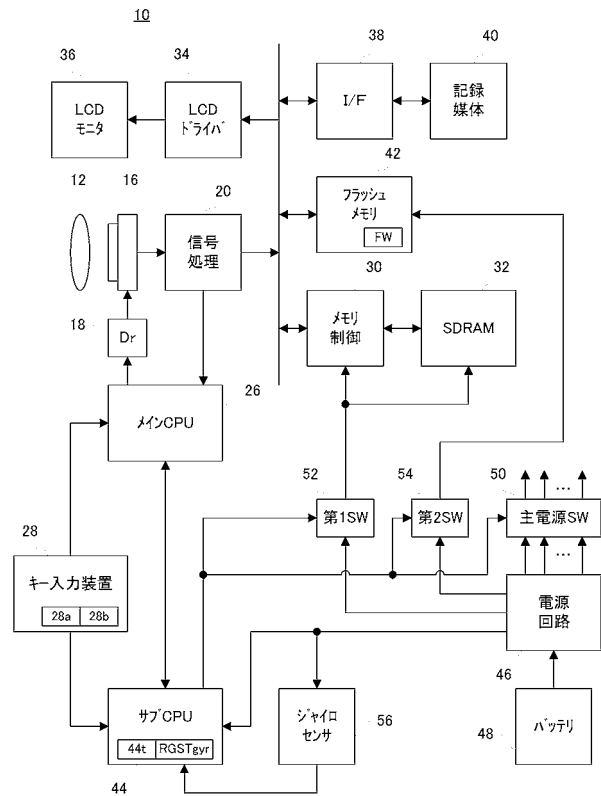 10
36
34
38
40
LCD
モニタ
LCD
ドライバ
I/F
記録
媒体
42
12
16
20
フラッシュ
メモリ
FW
信号
処理
30
32
18
Dr
メモリ
制御
SDRAM
26
メインCPU
52
54
50
第1SW
第2SW
主電源SW
...
...
28
キー入力装置
28a
28b
電源
回路
46
サブCPU
44t
RGSTgyr
44
ジャイロ
センサ
56
48
バッテリ